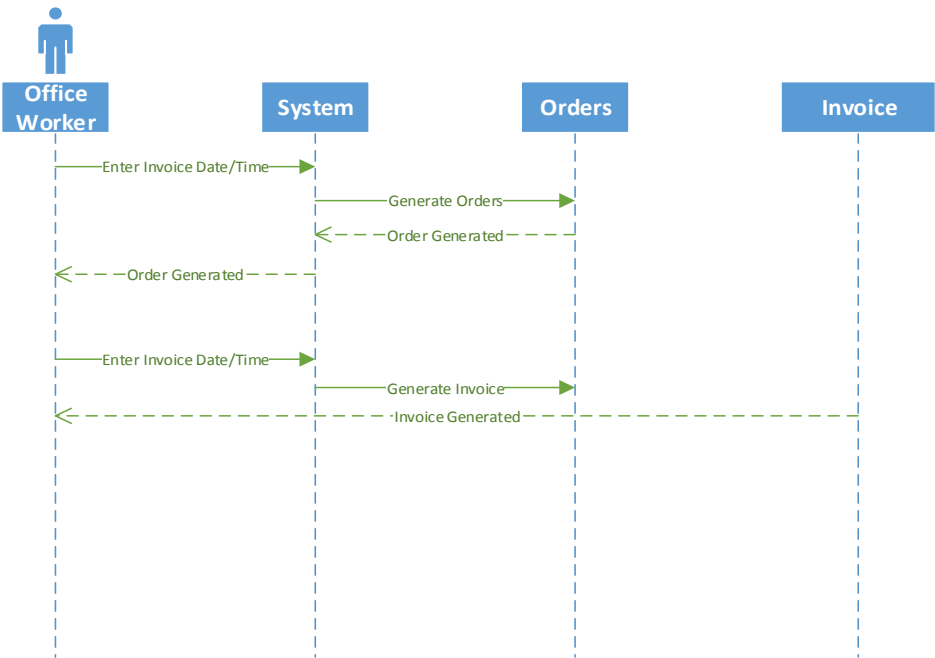 Office
Worker
System
Orders
Invoice
Enter Invoice Date/Time
Generate Orders
Order Generated
Order Generated
Enter Invoice Date/Time
Generate Invoice
Invoice Generated